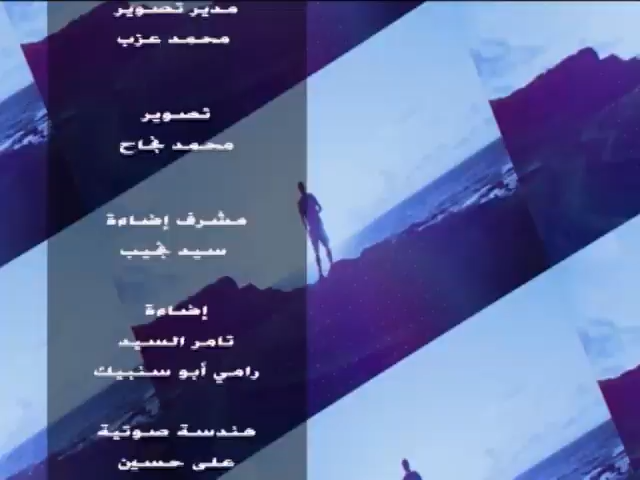 مدير تصوير
محمد عزب
تصوير
محمد نجاح
مشرف إضاءة
سيد نجيب
إضاءة
تامر السيد
رامي أبو سنبيك
هندسة صوتية
على حسين